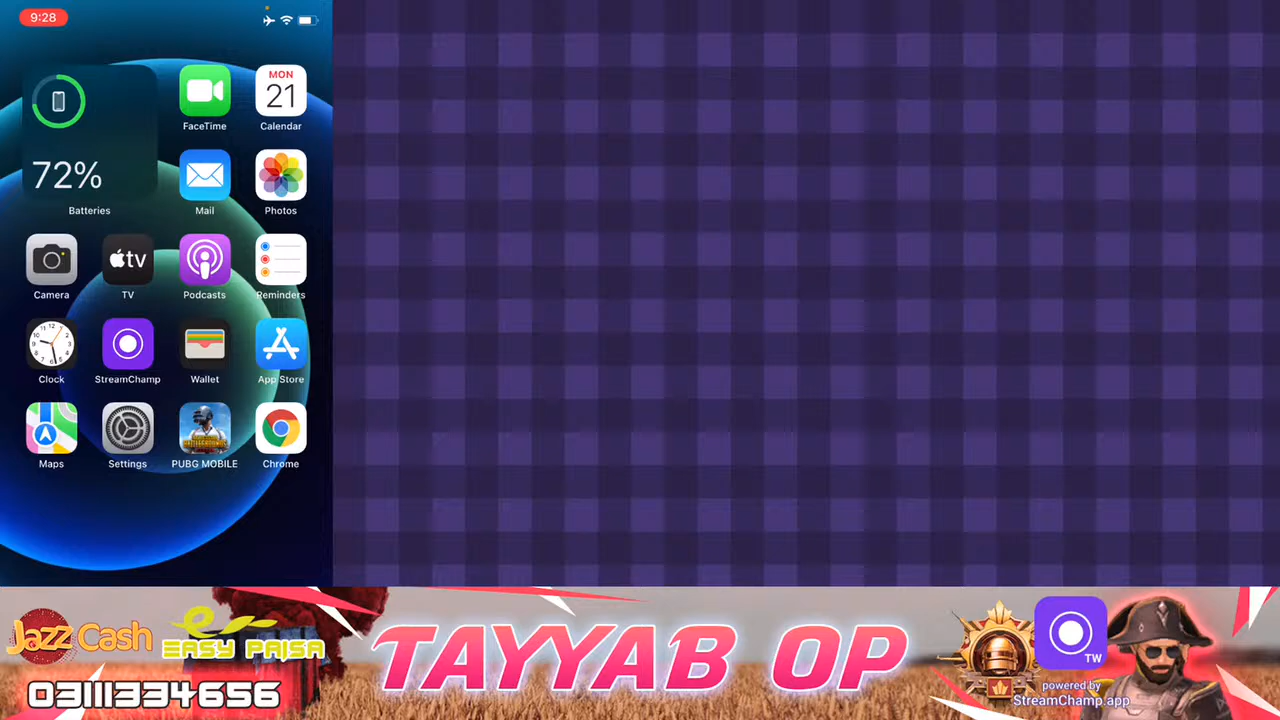 9:28
72%
Batteries
FaceTime
MON
21
Calendar
Mail
Photos
Camera
tv
TV
Podcasts
Reminders
Clock
StreamChamp
Wallet
App Store
Maps
Settings
PUBG MOBILE
Chrome
JazzCash
EASY PAISA
03111334656
TAYYAB OP
TW
powered by
StreamChamp.app